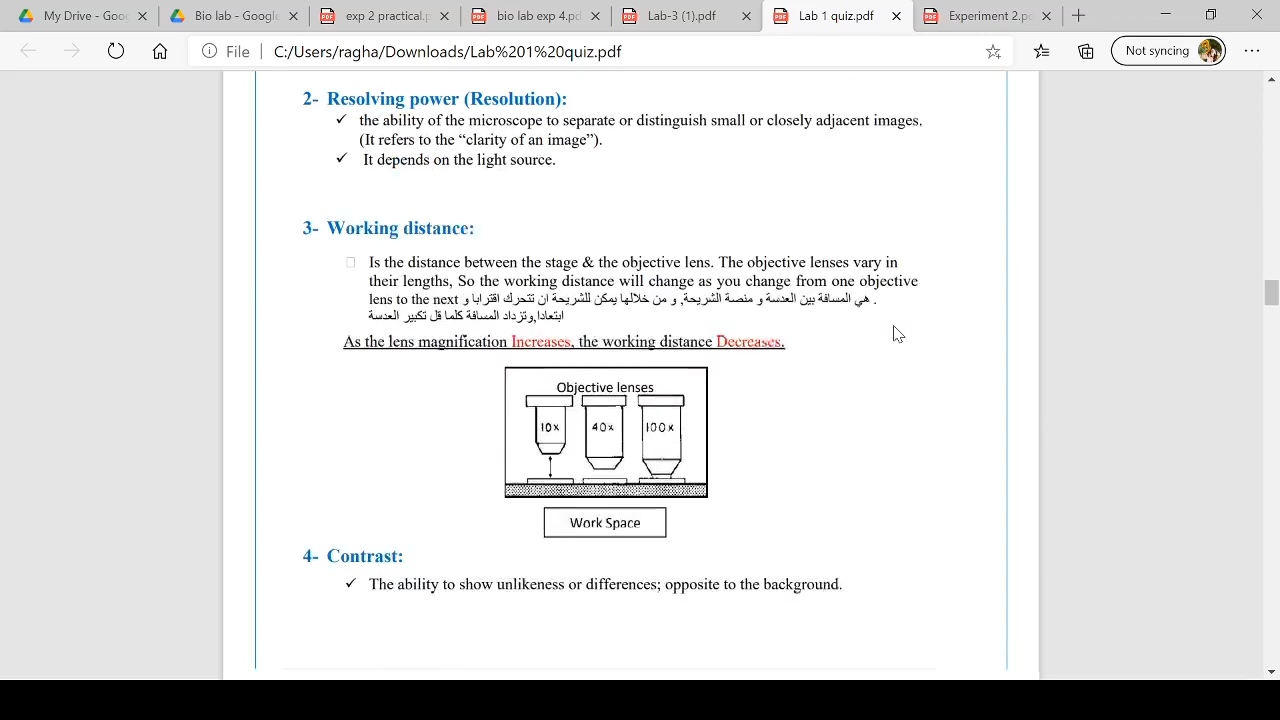 My Drive - Goog
Bio lab - Google
exp 2 practical.p
bio lab exp 4.pd
Lab-3 (1).pdf
Lab 1 quiz.pdf
Experiment 2.pd
File C:/Users/ragha/Downloads/Lab%201%20quiz.pdf Not syncing
2- Resolving power (Resolution):
✓ the ability of the microscope to separate or distinguish small or closely adjacent images.
(It refers to the “clarity of an image”).
✓ It depends on the light source.
3- Working distance:
Is the distance between the stage & the objective lens. The objective lenses vary in
their lengths, So the working distance will change as you change from one objective
lens to the next . هي المسافة بين العدسة و منصة الشريحة, و من خلالها يمكن للشريحة ان تتحرك اقترابا و
ابتعادا,وتزداد المسافة كلما قل تكبير العدسة
As the lens magnification Increases, the working distance Decreases.
Objective lenses
10x 40x 100x
Work Space
4- Contrast:
✓ The ability to show unlikeness or differences; opposite to the background.